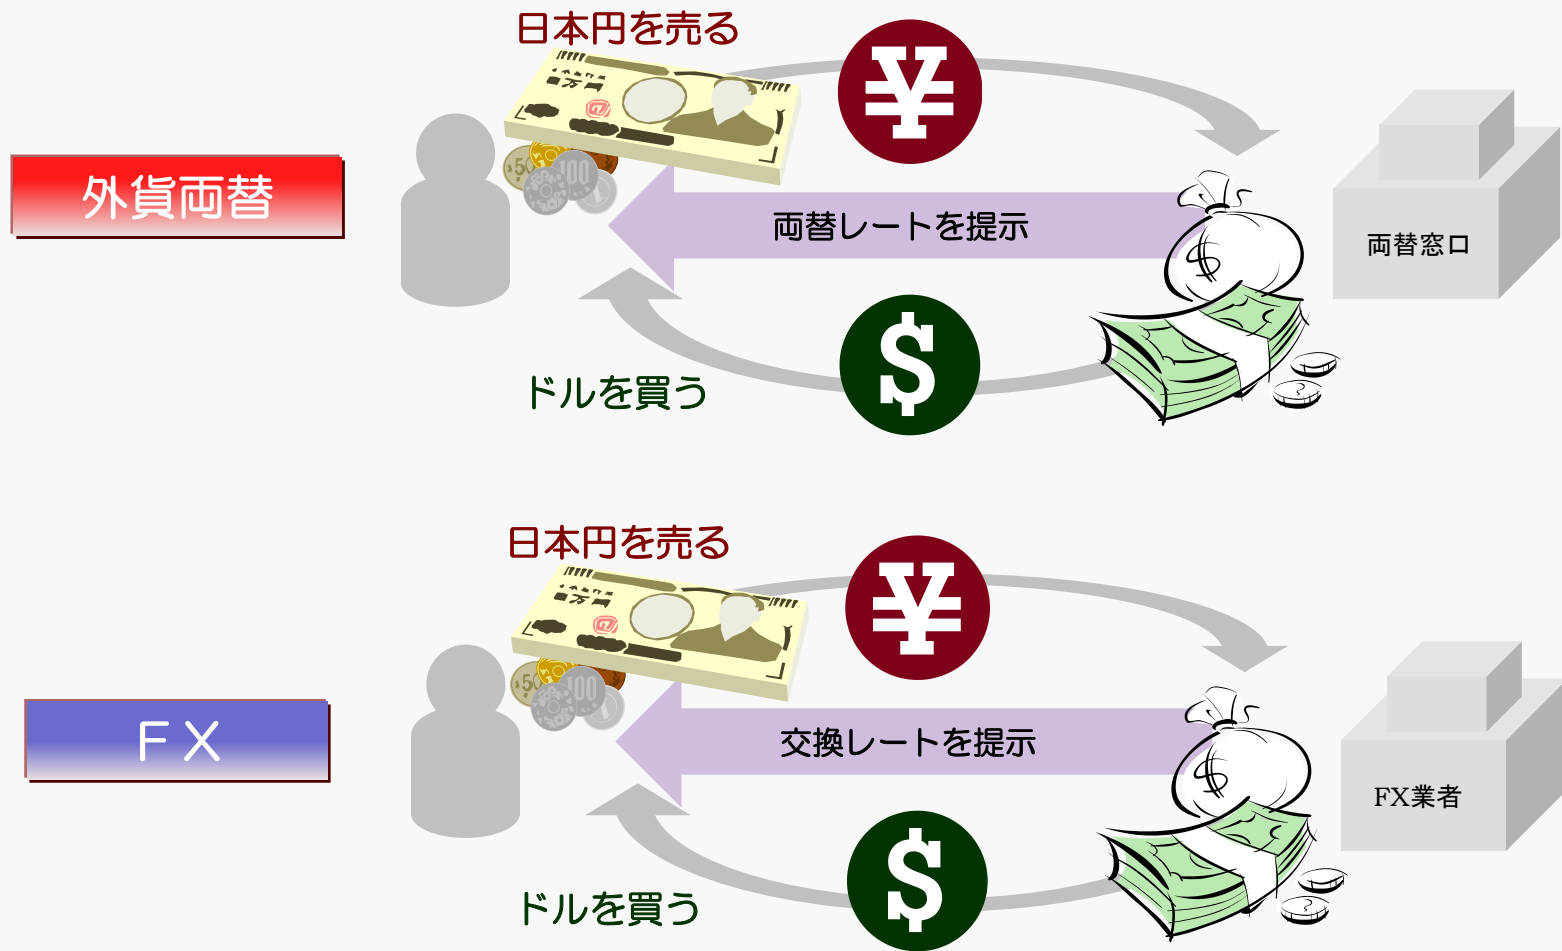 日本円を売る
¥
外貨両替
両替レートを提示
両替窓口
$
ドルを買う
日本円を売る
¥
FX
交換レートを提示
FX業者
$
ドルを買う